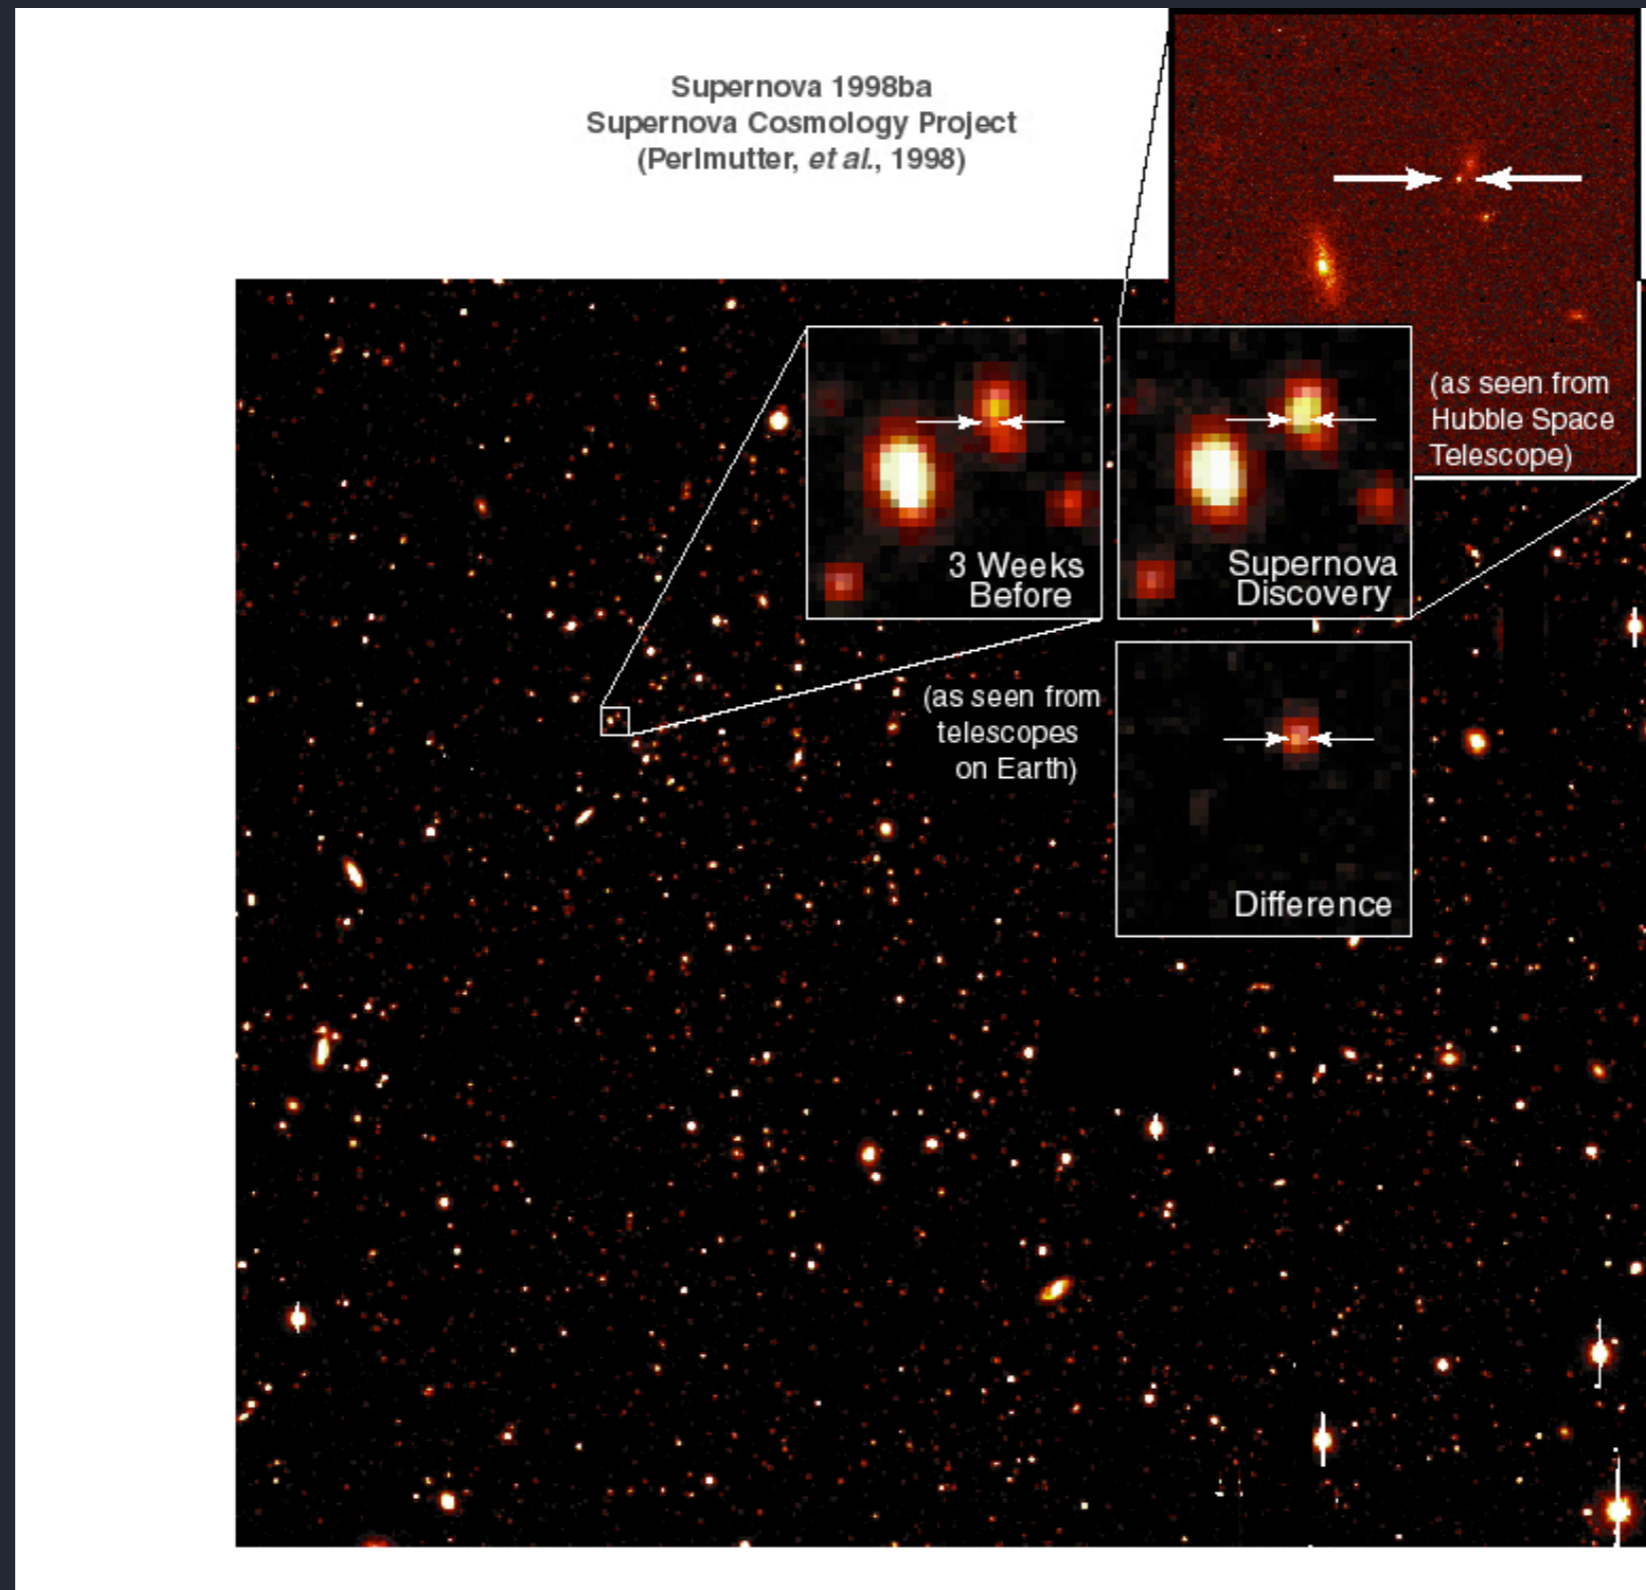 Supernova 1998ba
Supernova Cosmology Project
(Perlmutter, et al., 1998)
(as seen from
Hubble Space
Telescope)
3 Weeks
Before
Supernova
Discovery
(as seen from
telescopes
on Earth)
Difference